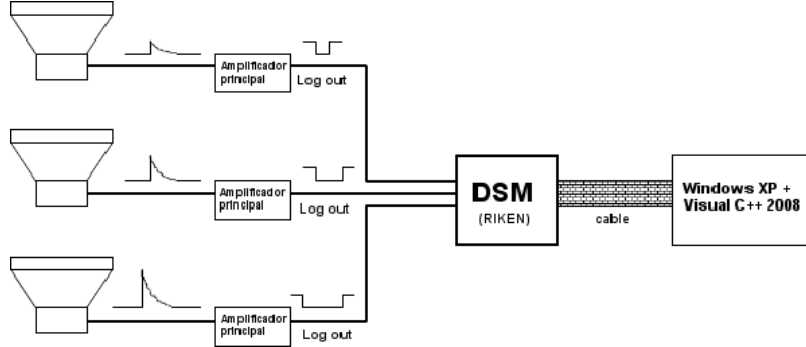 Amplificador
principal
Log out
Amplificador
principal
Log out
Amplificador
principal
Log out
DSM
(RIKEN)
cable
Windows XP +
Visual C++ 2008